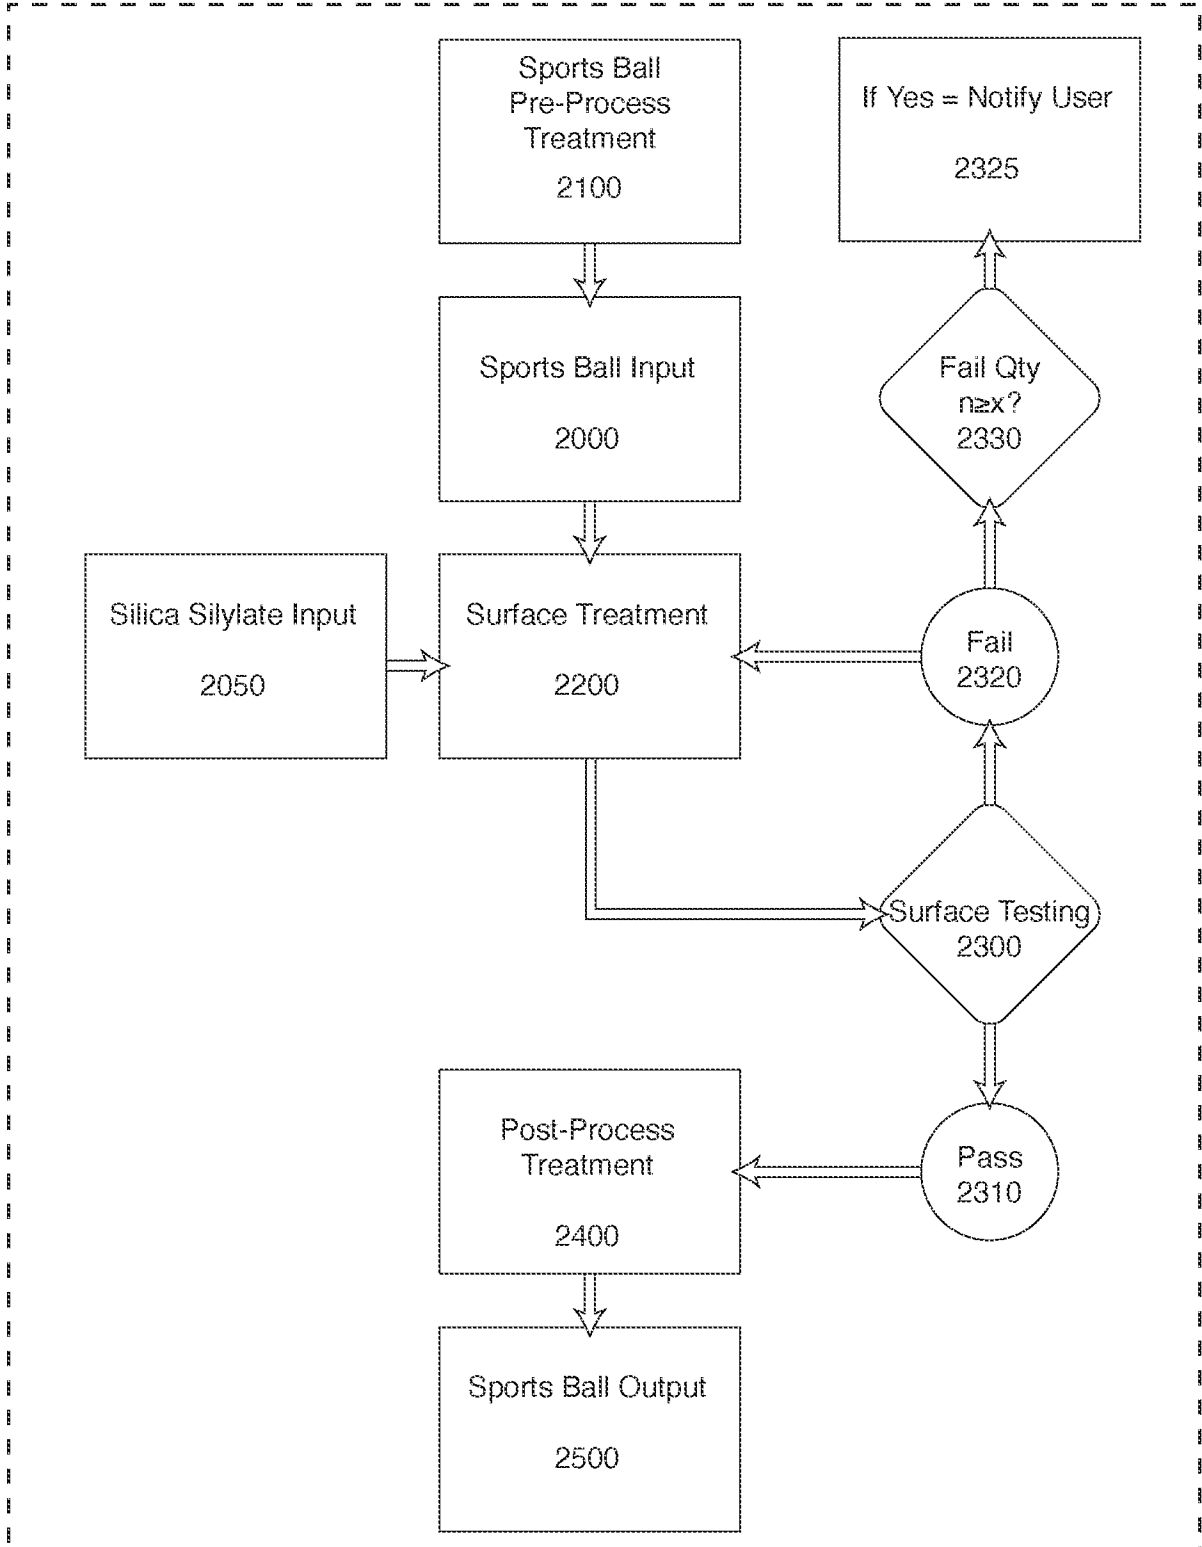 Sports Ball
Pre-Process
Treatment
2100
If Yes = Notify User
2325
Sports Ball Input
2000
Fail Qty
n≥x?
2330
Silica Silylate Input
2050
Surface Treatment
2200
Fail
2320
Surface Testing
2300
Post-Process
Treatment
2400
Pass
2310
Sports Ball Output
2500